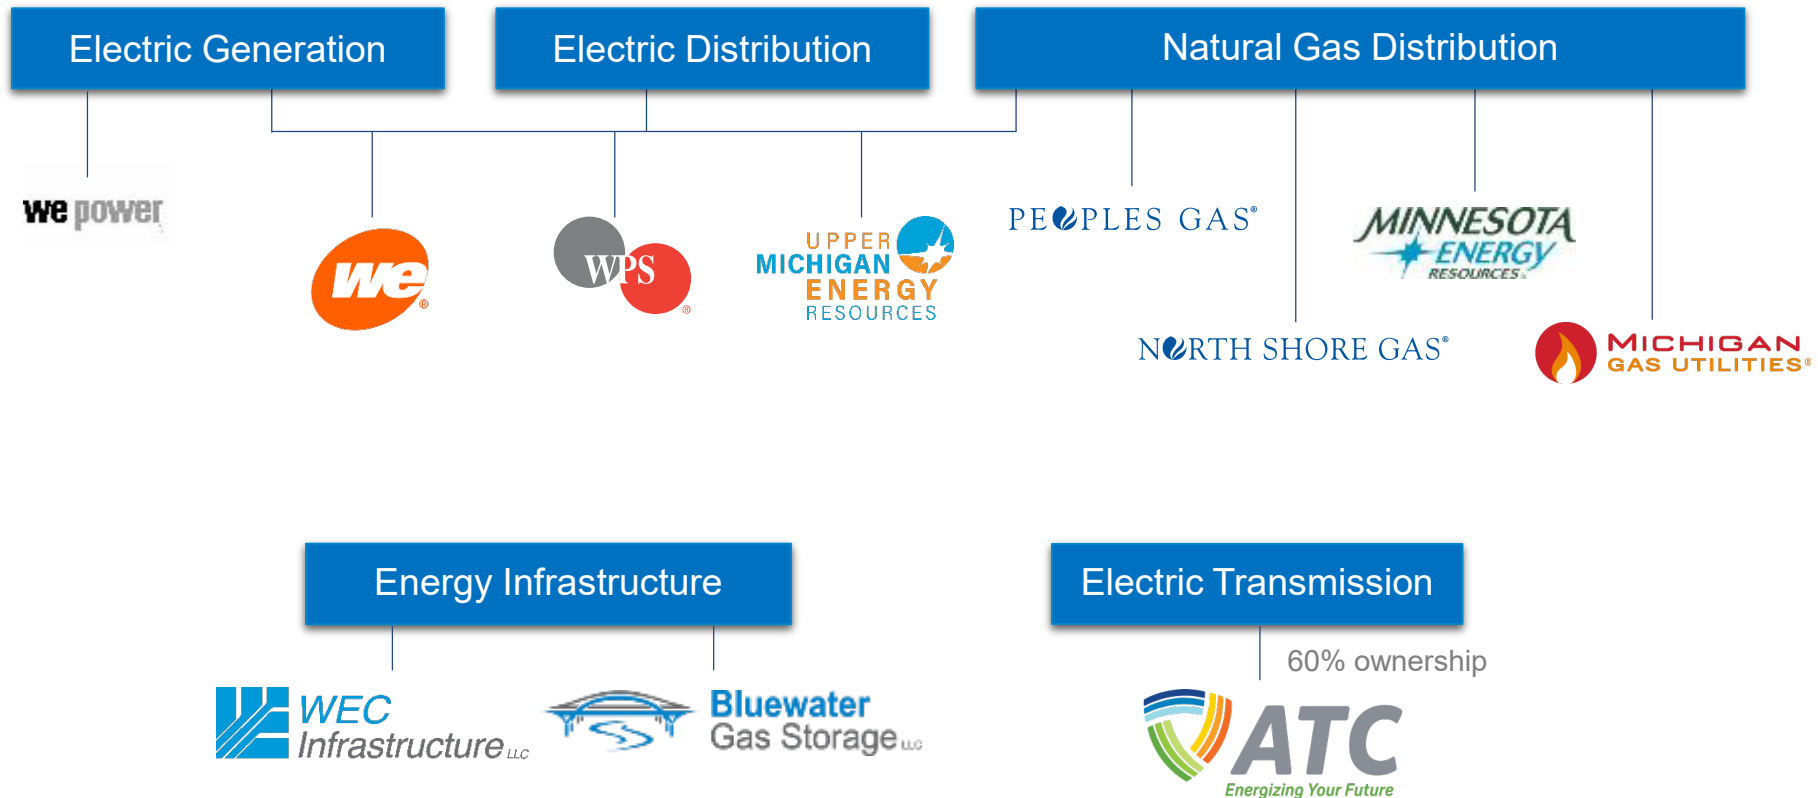 Electric Generation
Electric Distribution
Natural Gas Distribution
we power
we®
WPS®
UPPER
MICHIGAN
ENERGY
RESOURCES
PEOPLES GAS®
MINNESOTA
ENERGY
RESOURCES
NORTH SHORE GAS®
MICHIGAN
GAS UTILITIES®
Energy Infrastructure
Electric Transmission
60% ownership
WEC
Infrastructure LLC
Bluewater
Gas Storage LLC
ATC
Energizing Your Future